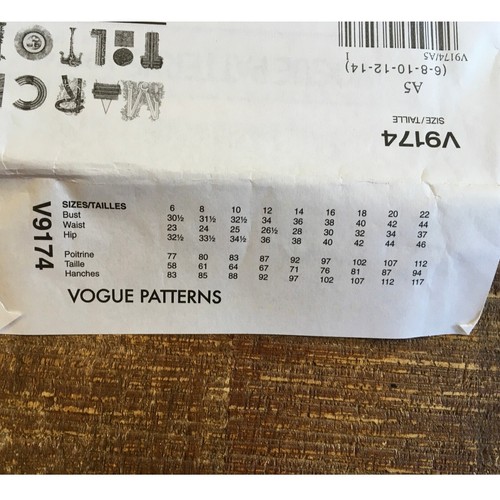 V9174/A5
(6-8-10-12-14)
A5
SIZE/TAILLE
V9174
V9174
SIZES/TAILLES 6 8 10 12 14 16 18 20 22
Bust 30½ 31½ 32½ 34 36 38 40 42 44
Waist 23 24 25 26½ 28 30 32 34 37
Hip 32½ 33½ 34½ 36 38 40 42 44 46
Poitrine 77 80 83 87 92 97 102 107 112
Taille 58 61 64 67 71 76 81 87 94
Hanches 83 85 88 92 97 102 107 112 117
VOGUE PATTERNS